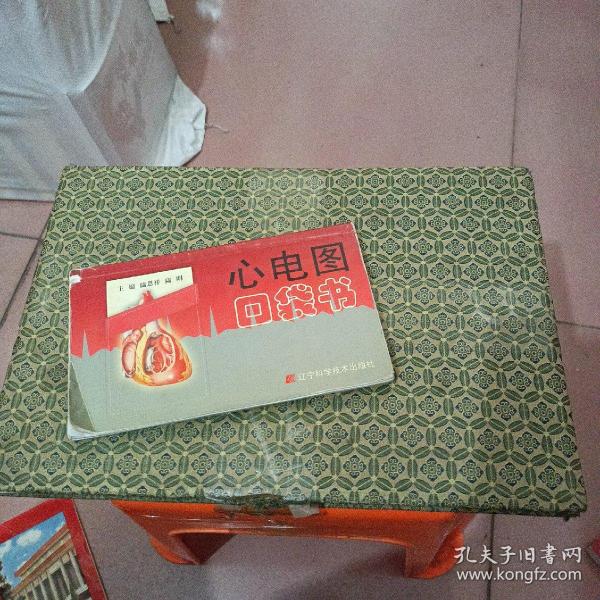 心电图
口袋书
主编
辽宁科学技术出版社
孔夫子旧书网
www.kongfz.com